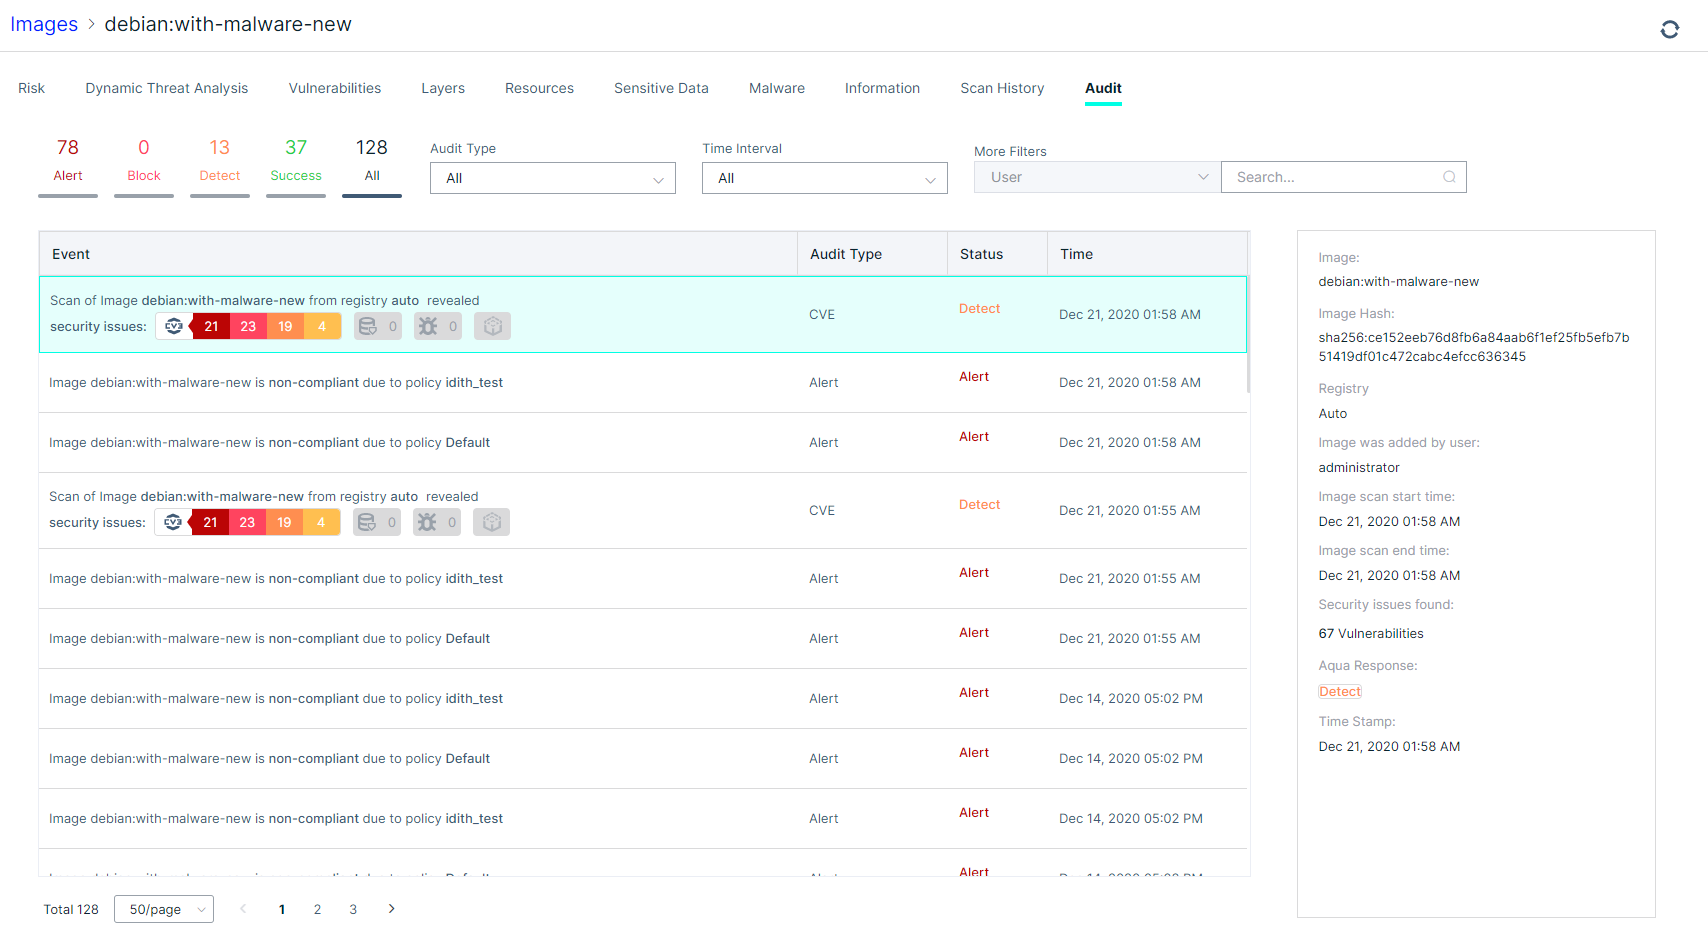 Images > debian:with-malware-new
Risk Dynamic Threat Analysis Vulnerabilities Layers Resources Sensitive Data Malware Information Scan History Audit
78 0 13 37 128
Alert Block Detect Success All
Audit Type
All
Time Interval
All
More Filters
User
Search...
Event Audit Type Status Time
Scan of Image debian:with-malware-new from registry auto revealed
security issues: CVE 21 23 19 4 0 0
CVE Detect Dec 21, 2020 01:58 AM
Image debian:with-malware-new is non-compliant due to policy idith_test Alert Alert Dec 21, 2020 01:58 AM
Image debian:with-malware-new is non-compliant due to policy Default Alert Alert Dec 21, 2020 01:58 AM
Scan of Image debian:with-malware-new from registry auto revealed
security issues: CVE 21 23 19 4 0 0
CVE Detect Dec 21, 2020 01:55 AM
Image debian:with-malware-new is non-compliant due to policy idith_test Alert Alert Dec 21, 2020 01:55 AM
Image debian:with-malware-new is non-compliant due to policy Default Alert Alert Dec 21, 2020 01:55 AM
Image debian:with-malware-new is non-compliant due to policy idith_test Alert Alert Dec 14, 2020 05:02 PM
Image debian:with-malware-new is non-compliant due to policy Default Alert Alert Dec 14, 2020 05:02 PM
Image debian:with-malware-new is non-compliant due to policy idith_test Alert Alert Dec 14, 2020 05:02 PM
Alert
Total 128 50/page < 1 2 3 >
Image:
debian:with-malware-new
Image Hash:
sha256:ce152eeb76d8fb6a84aab6f1ef25fb5efb7b
51419df01c472cabc4efcc636345
Registry
Auto
Image was added by user:
administrator
Image scan start time:
Dec 21, 2020 01:58 AM
Image scan end time:
Dec 21, 2020 01:58 AM
Security issues found:
67 Vulnerabilities
Aqua Response:
Detect
Time Stamp:
Dec 21, 2020 01:58 AM